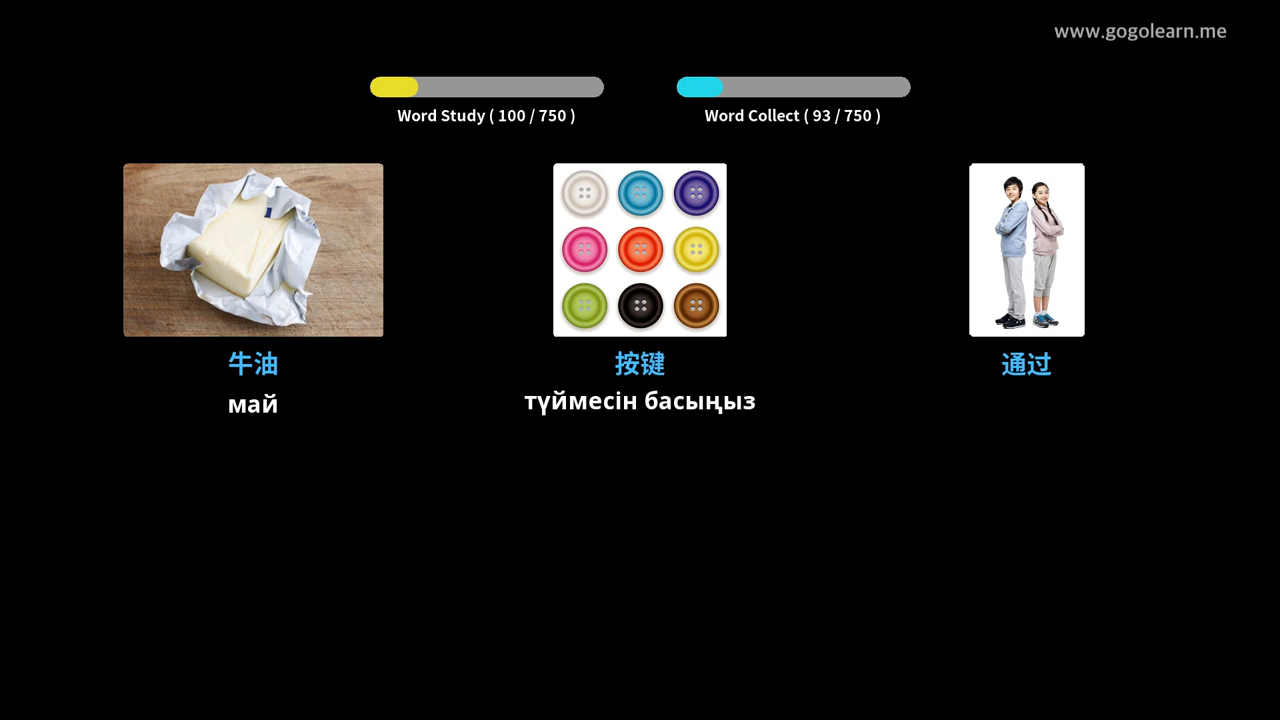 www.gogolearn.me
Word Study ( 100 / 750 )
Word Collect ( 93 / 750 )
牛油
按键
通过
май
түймесін басыңыз